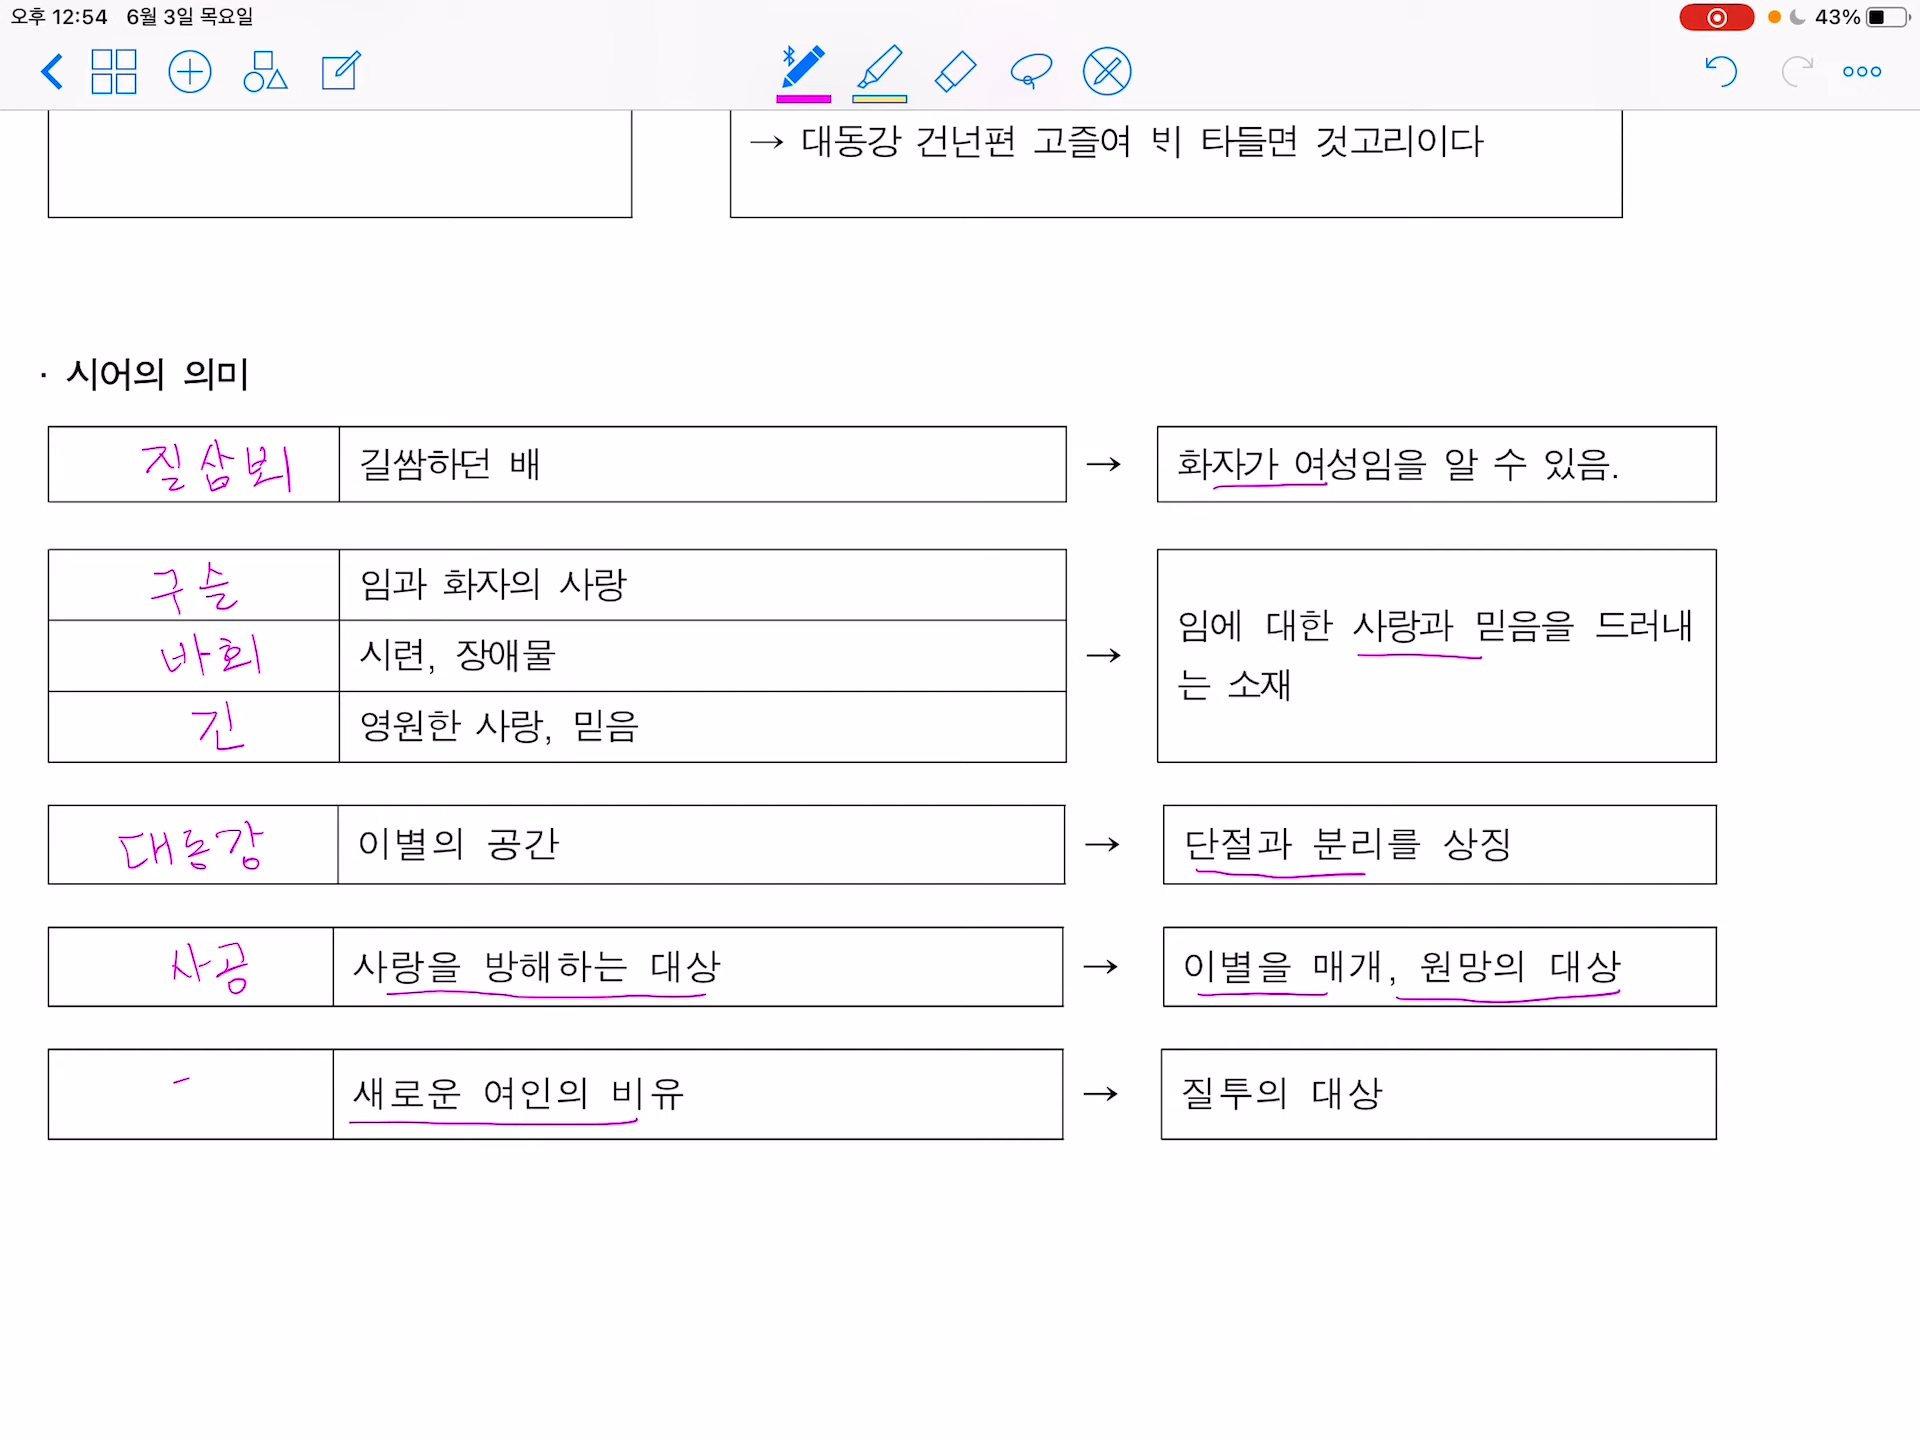 오후 12:54 6월 3일 목요일
43%
→ 대동강 건넌편 고즐여 ᄇᆡ 타들면 것고리이다
· 시어의 의미
질삼뵈 길쌈하던 배 → 화자가 여성임을 알 수 있음.
구슬 임과 화자의 사랑
바회 시련, 장애물 → 임에 대한 사랑과 믿음을 드러내
는 소재
긴 영원한 사랑, 믿음
대동강 이별의 공간 → 단절과 분리를 상징
사공 사랑을 방해하는 대상 → 이별을 매개, 원망의 대상
새로운 여인의 비유 → 질투의 대상